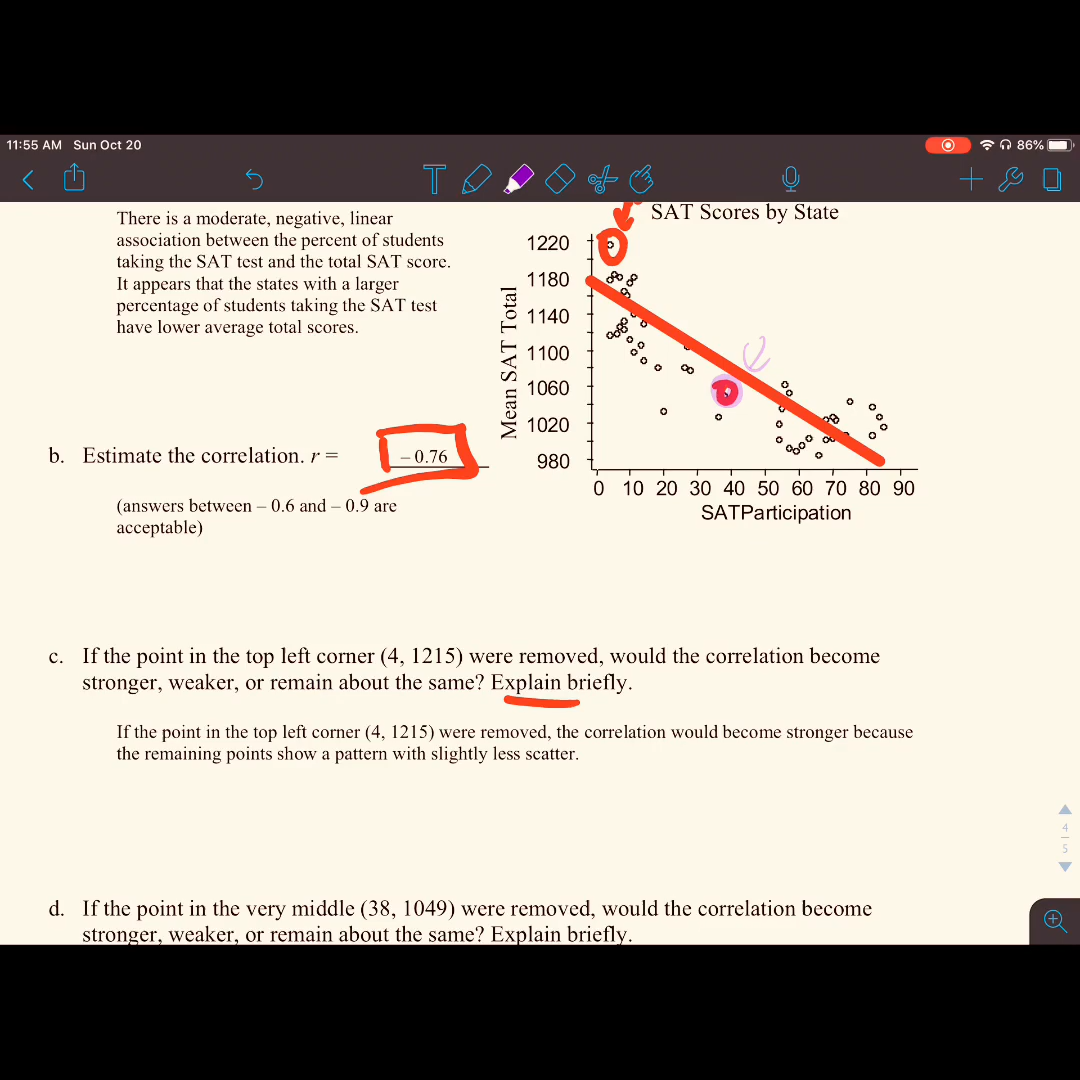 11:55 AM Sun Oct 20
86%
T
There is a moderate, negative, linear
association between the percent of students
taking the SAT test and the total SAT score.
It appears that the states with a larger
percentage of students taking the SAT test
have lower average total scores.
SAT Scores by State
Mean SAT Total
1220
1180
1140
1100
1060
1020
980
0 10 20 30 40 50 60 70 80 90
SATParticipation
b. Estimate the correlation. r = – 0.76
(answers between – 0.6 and – 0.9 are
acceptable)
c. If the point in the top left corner (4, 1215) were removed, would the correlation become
stronger, weaker, or remain about the same? Explain briefly.
If the point in the top left corner (4, 1215) were removed, the correlation would become stronger because
the remaining points show a pattern with slightly less scatter.
4
5
d. If the point in the very middle (38, 1049) were removed, would the correlation become
stronger, weaker, or remain about the same? Explain briefly.